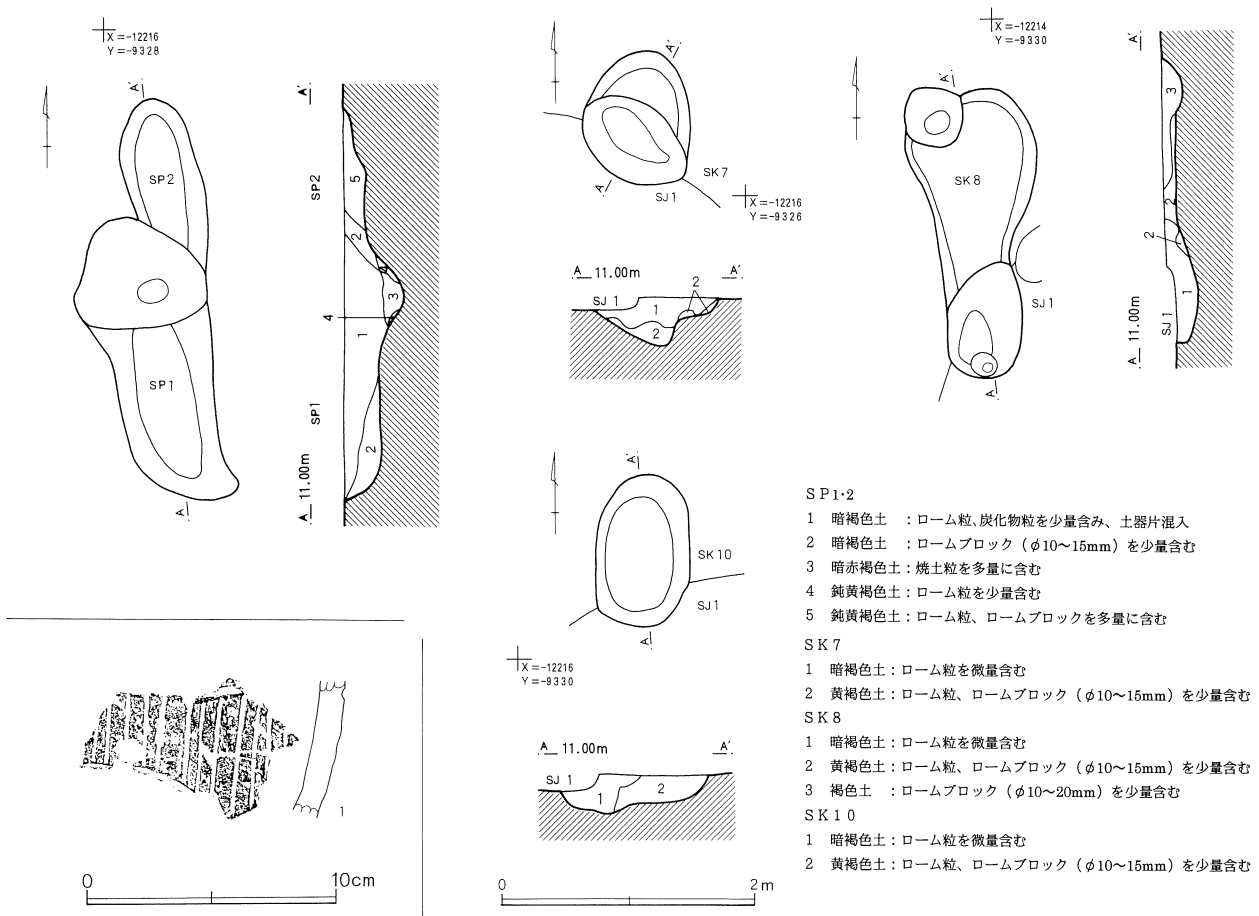 X=-12216
Y=-9328
A′
SP2
SP1
A
A′
SP2
SP1
A 11.00m
5
2
4
3
4
1
2
A′
A
SK7
SJ1
X=-12216
Y=-9326
A 11.00m
A′
SJ1
1
2
2
X=-12214
Y=-9330
A′
SK8
SJ1
A
A′
3
2
2
1
SJ1
A 11.00m
A′
SK10
SJ1
A
X=-12216
Y=-9330
A 11.00m
A′
SJ1
1
2
SP1・2
1 暗褐色土 :ローム粒、炭化物粒を少量含み、土器片混入
2 暗褐色土 :ロームブロック(φ10〜15mm)を少量含む
3 暗赤褐色土:焼土粒を多量に含む
4 鈍黄褐色土:ローム粒を少量含む
5 鈍黄褐色土:ローム粒、ロームブロックを多量に含む
SK7
1 暗褐色土:ローム粒を微量含む
2 黄褐色土:ローム粒、ロームブロック(φ10〜15mm)を少量含む
SK8
1 暗褐色土:ローム粒を微量含む
2 黄褐色土:ローム粒、ロームブロック(φ10〜15mm)を少量含む
3 褐色土 :ロームブロック(φ10〜20mm)を少量含む
SK10
1 暗褐色土:ローム粒を微量含む
2 黄褐色土:ローム粒、ロームブロック(φ10〜15mm)を少量含む
1
0 10cm
0 2m